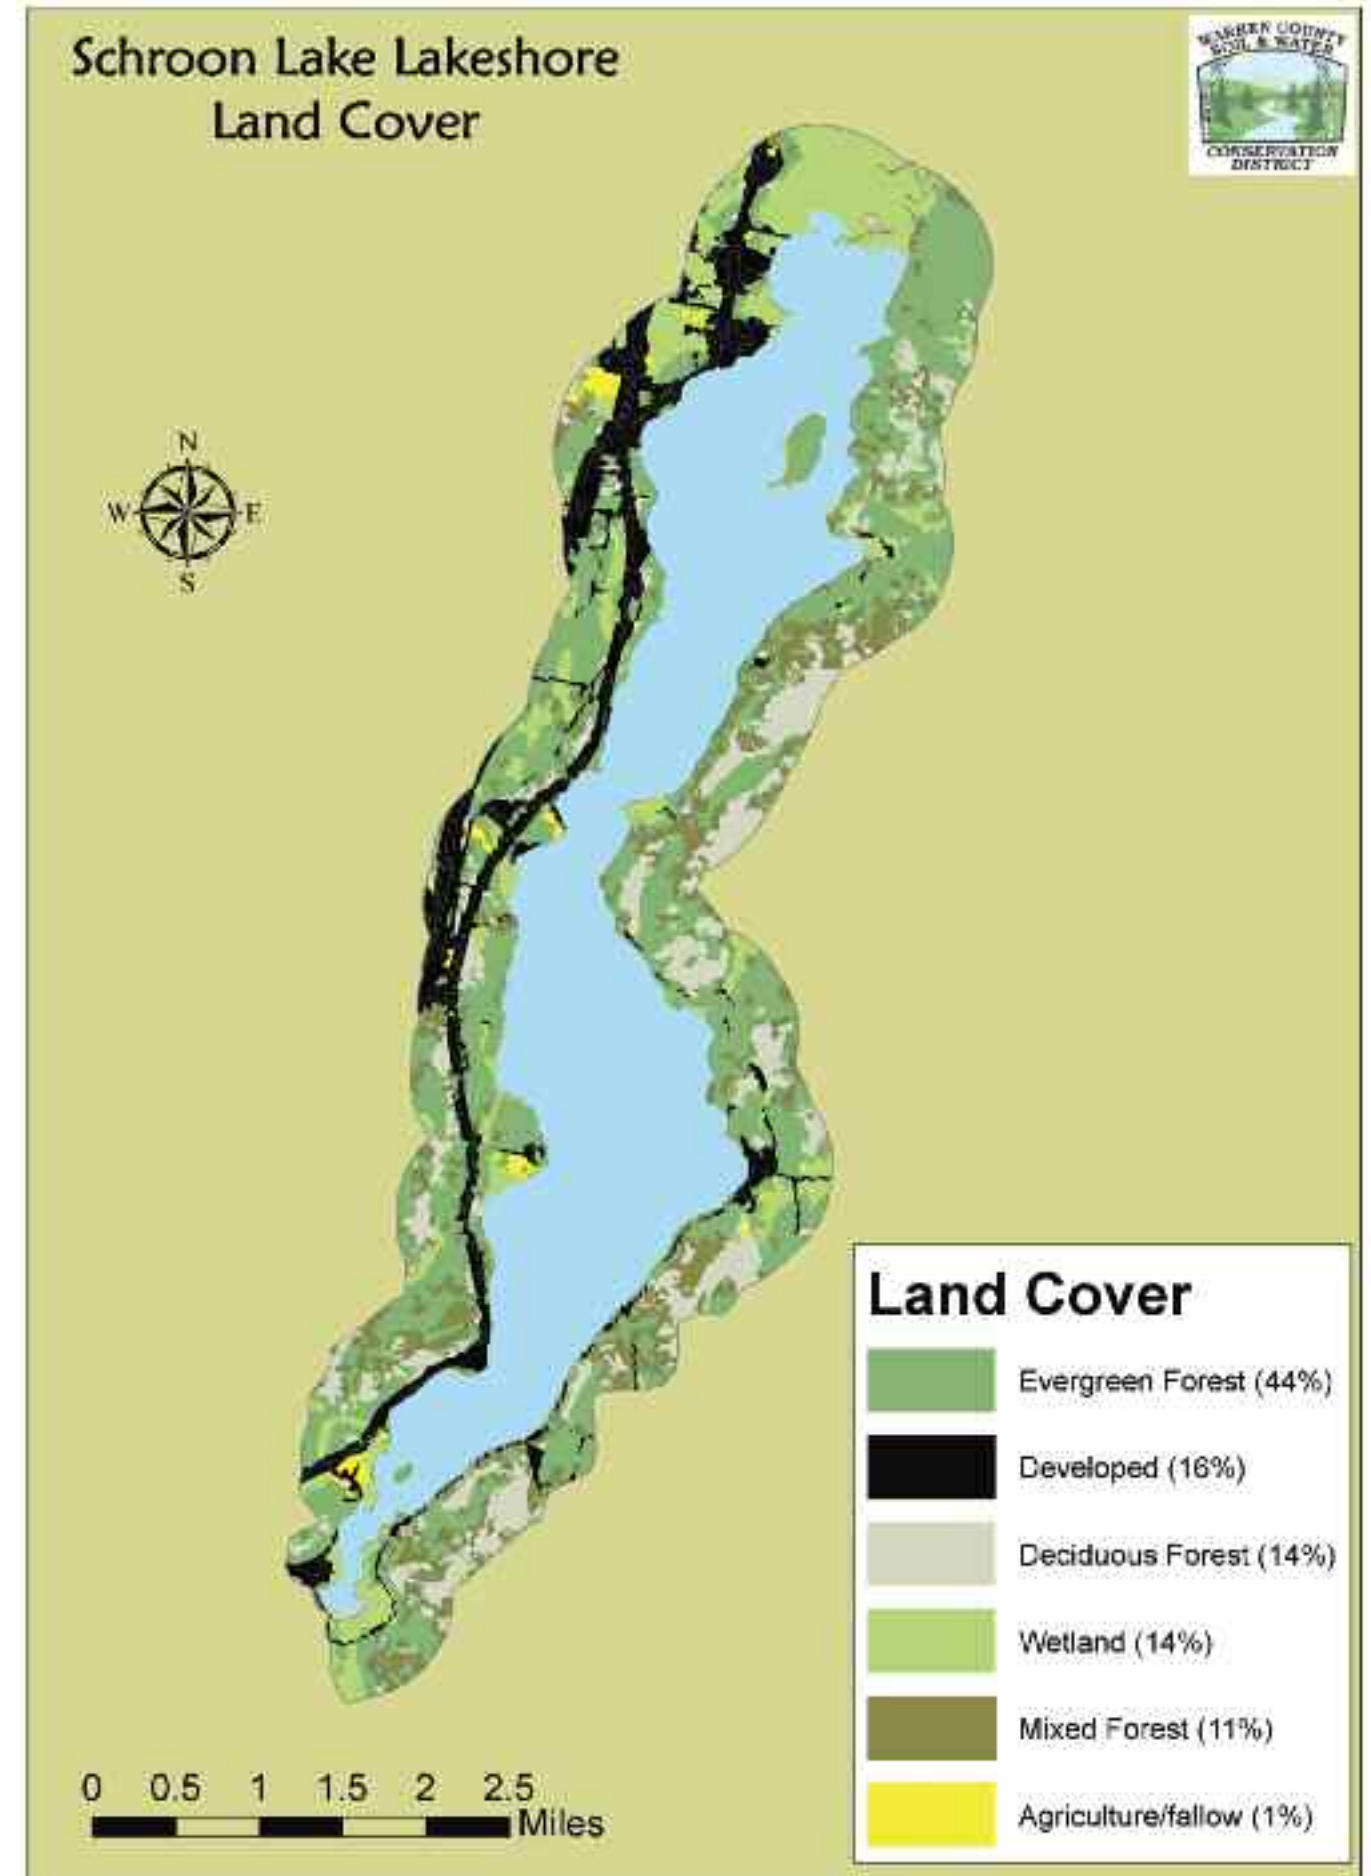 Schroon Lake Lakeshore
Land Cover
WARREN COUNTY
SOIL & WATER
CONSERVATION
DISTRICT
N
W
E
S
Land Cover
Evergreen Forest (44%)
Developed (16%)
Deciduous Forest (14%)
Wetland (14%)
Mixed Forest (11%)
Agriculture/fallow (1%)
0 0.5 1 1.5 2 2.5
Miles